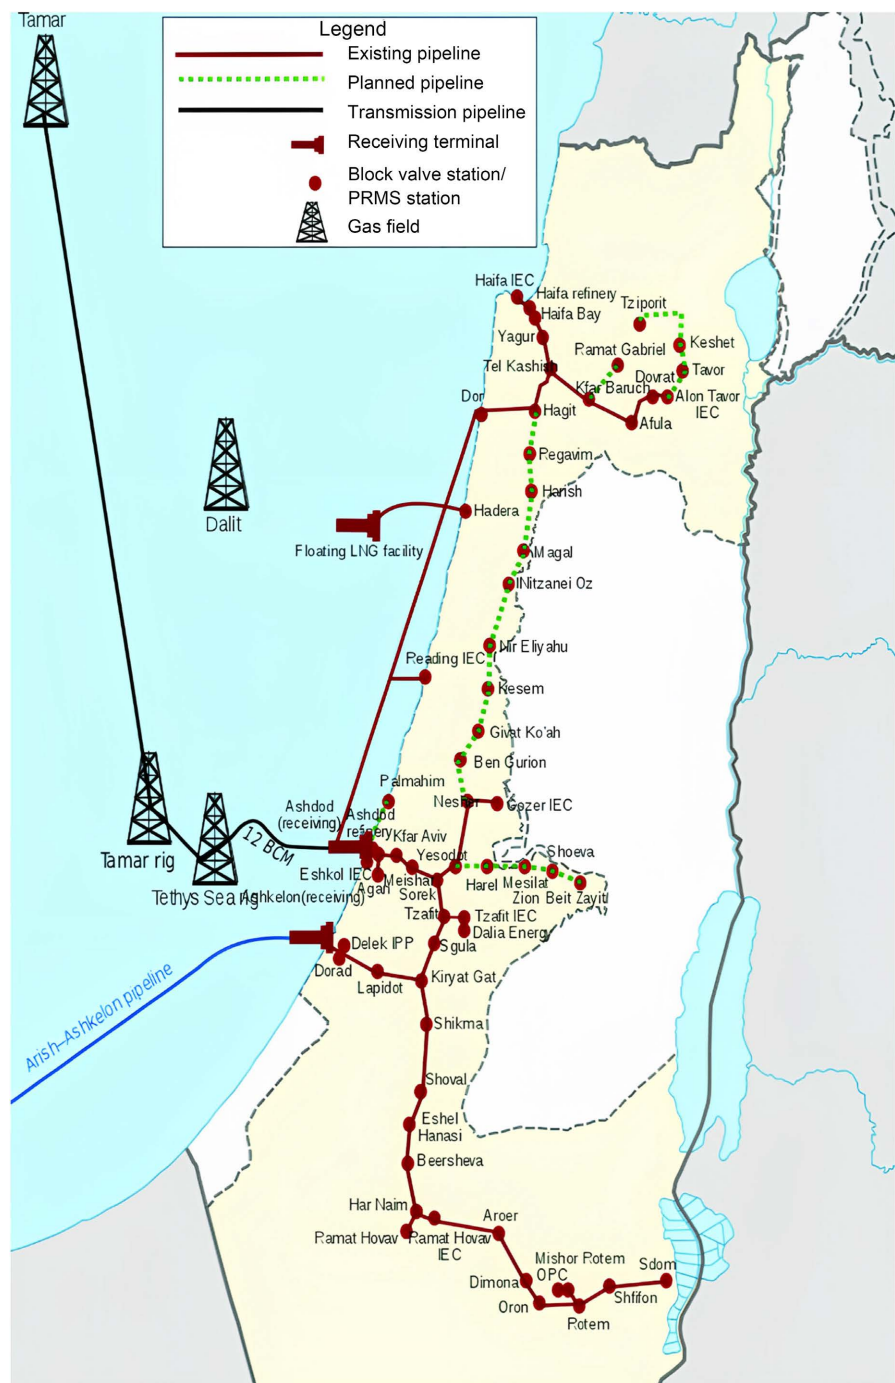 Tamar
Legend
Existing pipeline
Planned pipeline
Transmission pipeline
Receiving terminal
Block valve station/
PRMS station
Gas field
Haifa IEC
Haifa refinery
Haifa Bay
Tziporit
Yagur
Ramat Gabriel
Keshet
Tel Kashish
Dovrat
Tavor
Kfar Baruch
Dor
Hagit
Alon Tavor
IEC
Afula
Regavim
Harish
Dalit
Hadera
Floating LNG facility
Magal
Nitzanei Oz
Nir Eliyahu
Reading IEC
Kesem
Givat Ko'ah
Ben Gurion
Palmahim
Nesher
Gozer IEC
Ashdod
(receiving)
Ashdod
refinery
12 BCM
Kfar Aviv
Tamar rig
Yesodot
Shoeva
Eshkol IEC
Meishar
Harel
Mesilat
Zion
Beit Zayit
Tethys Sea rig
Ashkelon(receiving)
Agan
Sorek
Tzafit
Tzafit IEC
Dalia Energ
Delek IPP
Sgula
Dorad
Lapidot
Kiryat Gat
Arish–Ashkelon pipeline
Shikma
Shoval
Eshel
Hanasi
Beersheva
Har Naim
Aroer
Ramat Hovav
Ramat Hovav
IEC
Mishor Rotem
OPC
Sdom
Dimona
Shfifon
Oron
Rotem